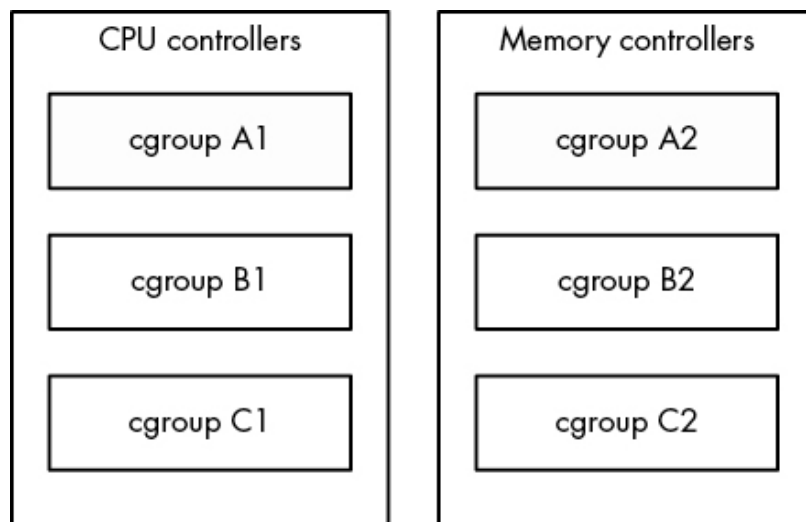 CPU controllers
cgroup A1
cgroup B1
cgroup C1
Memory controllers
cgroup A2
cgroup B2
cgroup C2